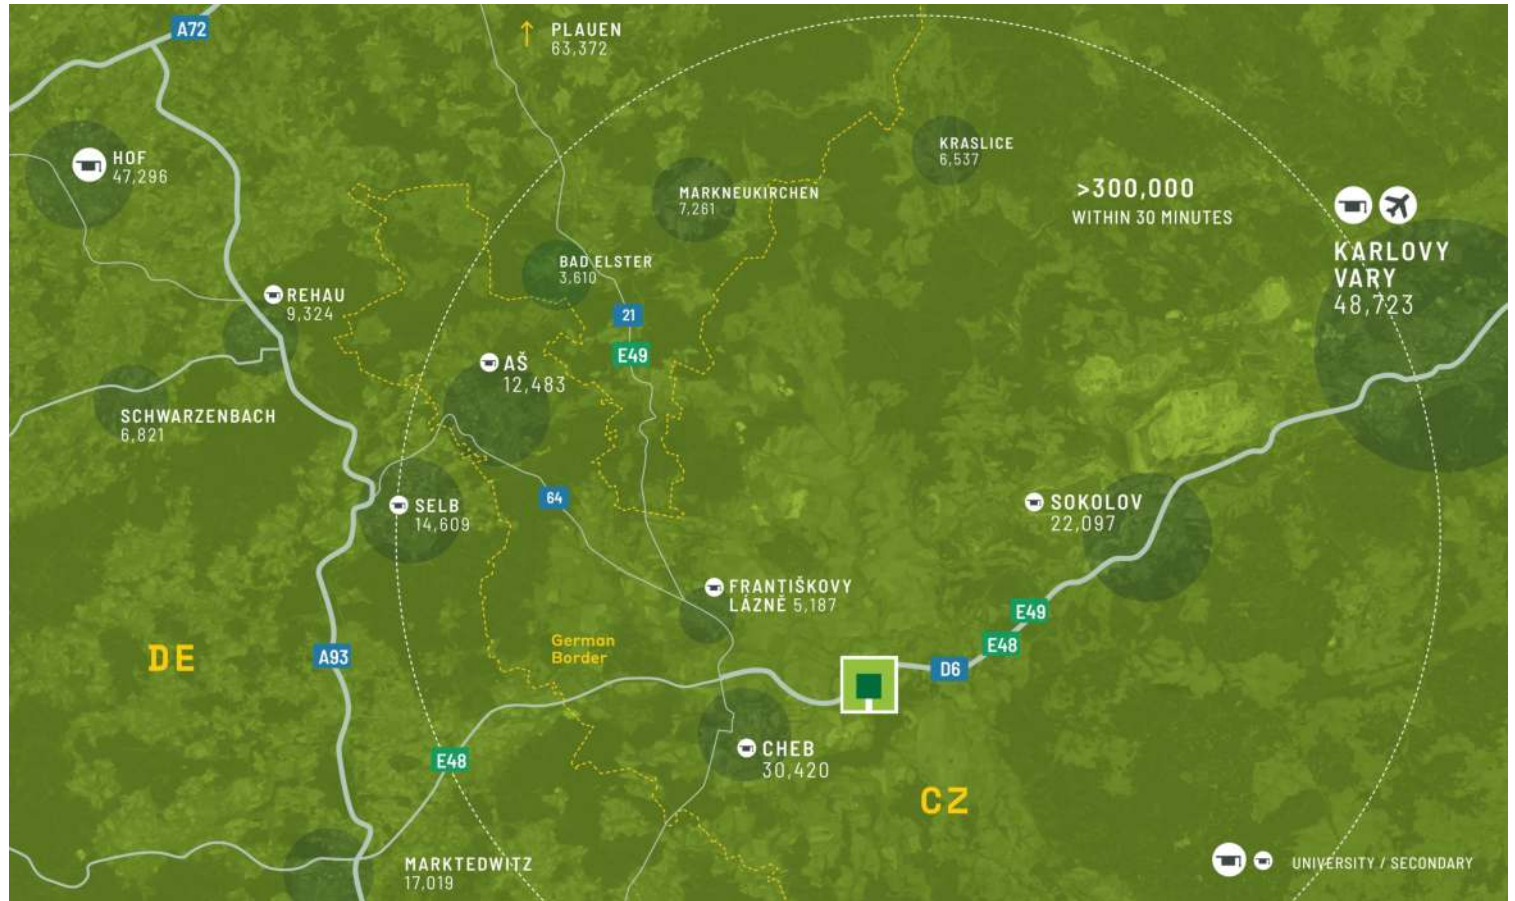 A72
PLAUEN
63,372
HOF
47,296
KRASLICE
6,537
MARKNEUKIRCHEN
7,261
>300,000
WITHIN 30 MINUTES
KARLOVY
VARY
48,723
BAD ELSTER
3,610
REHAU
9,324
21
E49
AŠ
12,483
SCHWARZENBACH
6,821
SELB
14,609
64
SOKOLOV
22,097
FRANTIŠKOVY
LÁZNĚ 5,187
E49
E48
German
Border
DE
A93
D6
E48
CHEB
30,420
CZ
MARKTEDWITZ
17,019
UNIVERSITY / SECONDARY